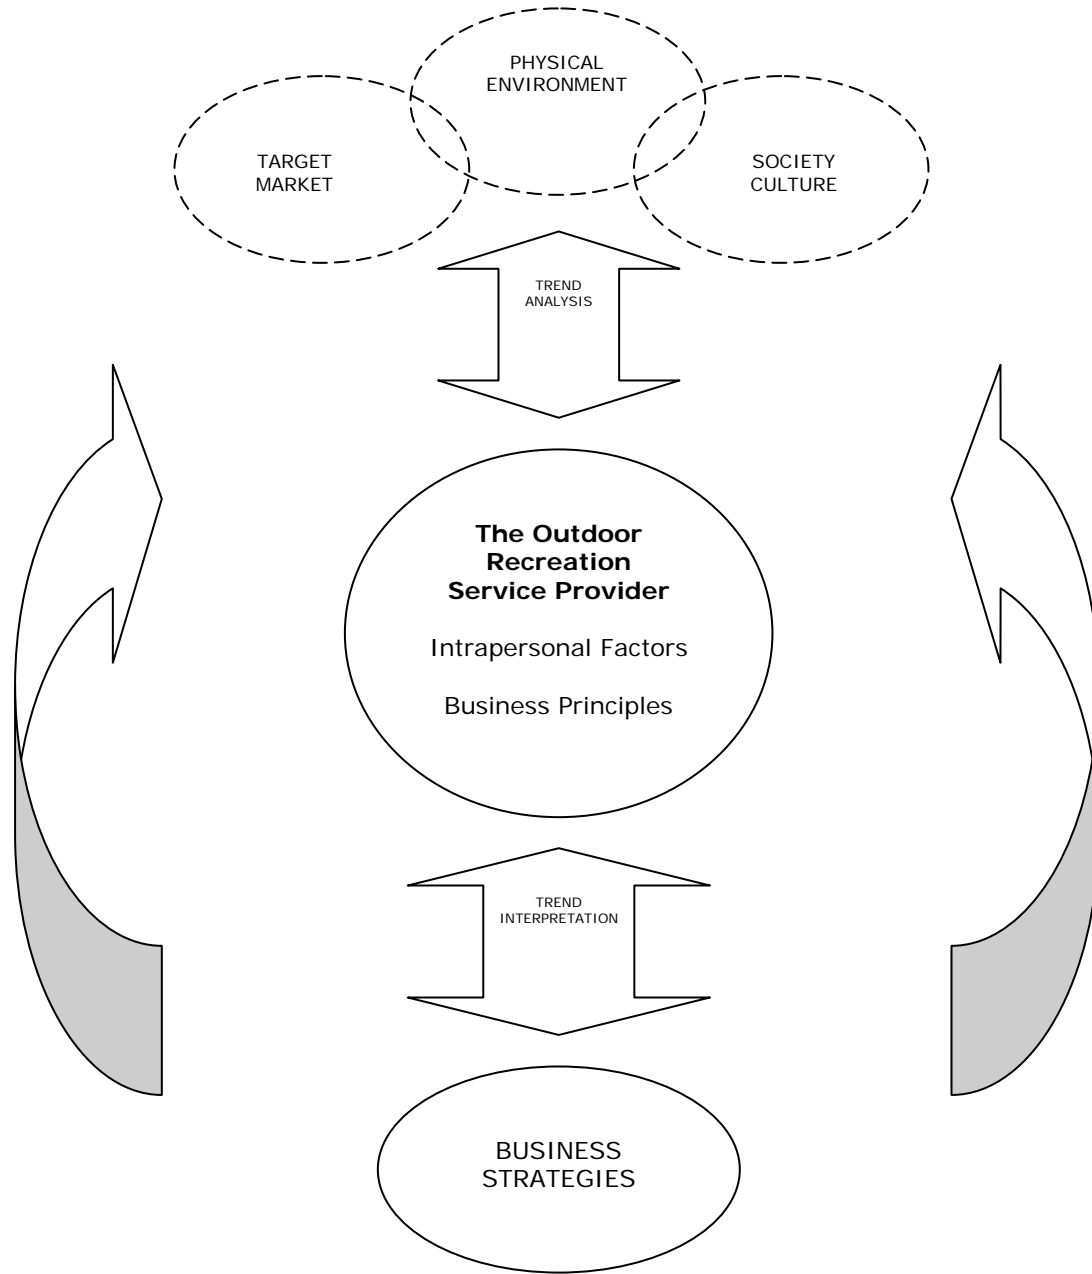 PHYSICAL
ENVIRONMENT
TARGET
MARKET
SOCIETY
CULTURE
TREND
ANALYSIS
The Outdoor
Recreation
Service Provider
Intrapersonal Factors
Business Principles
TREND
INTERPRETATION
BUSINESS
STRATEGIES